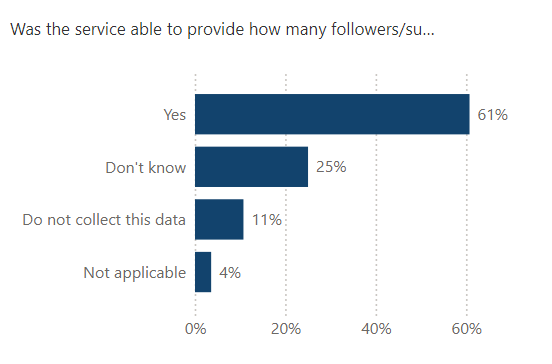 Was the service able to provide how many followers/su...
Yes 61%
Don't know 25%
Do not collect this data 11%
Not applicable 4%
0% 20% 40% 60%